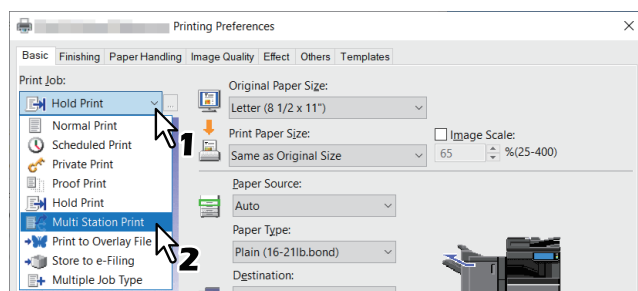 Printing Preferences
Basic Finishing Paper Handling Image Quality Effect Others Templates
Print Job:
Hold Print
...
Normal Print
Scheduled Print
Private Print
Proof Print
Hold Print
Multi Station Print
Print to Overlay File
Store to e-Filing
Multiple Job Type
1
2
Original Paper Size:
Letter (8 1/2 x 11")
Print Paper Size:
Same as Original Size
Image Scale:
65 %(25-400)
Paper Source:
Auto
Paper Type:
Plain (16-21lb.bond)
Destination: